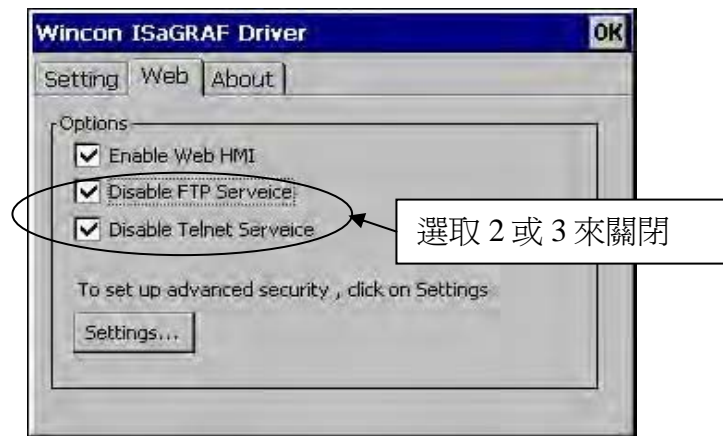 Wincon ISaGRAF Driver
OK
Setting Web About
Options
Enable Web HMI
Disable FTP Serveice
Disable Telnet Serveice
選取 2 或 3 來關閉
To set up advanced security , click on Settings
Settings...